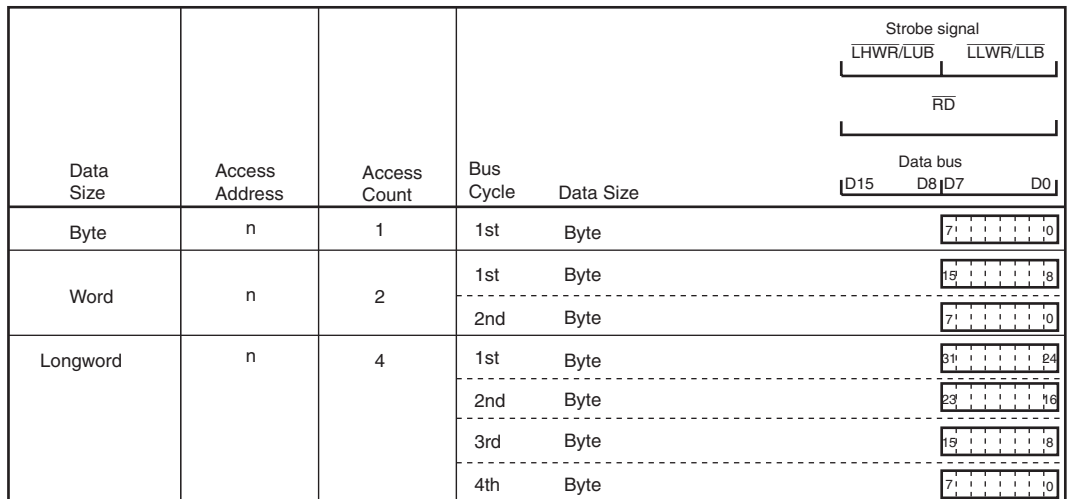 Strobe signal
LHWR/LUB LLWR/LLB
RD
Data Size Access Address Access Count Bus Cycle Data Size Data bus
D15 D8 D7 D0
Byte n 1 1st Byte 7 0
Word n 2 1st Byte 15 8
2nd Byte 7 0
Longword n 4 1st Byte 31 24
2nd Byte 23 16
3rd Byte 15 8
4th Byte 7 0